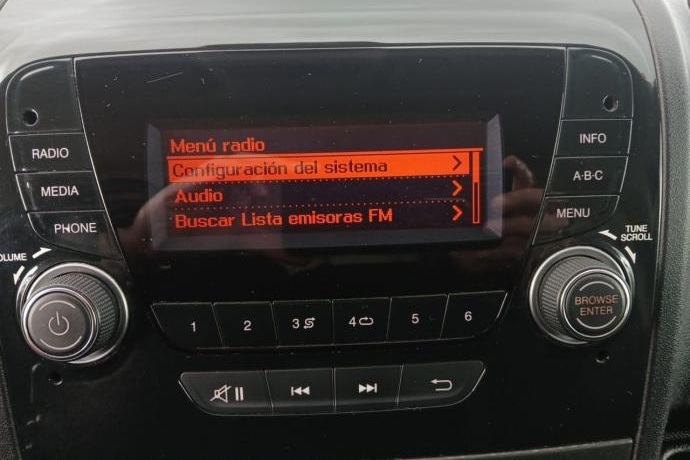 Menú radio
Configuración del sistema
Audio
Buscar Lista emisoras FM
RADIO
MEDIA
PHONE
INFO
A·B·C
MENU
VOLUME
TUNE
SCROLL
BROWSE
ENTER
1
2
3
4
5
6